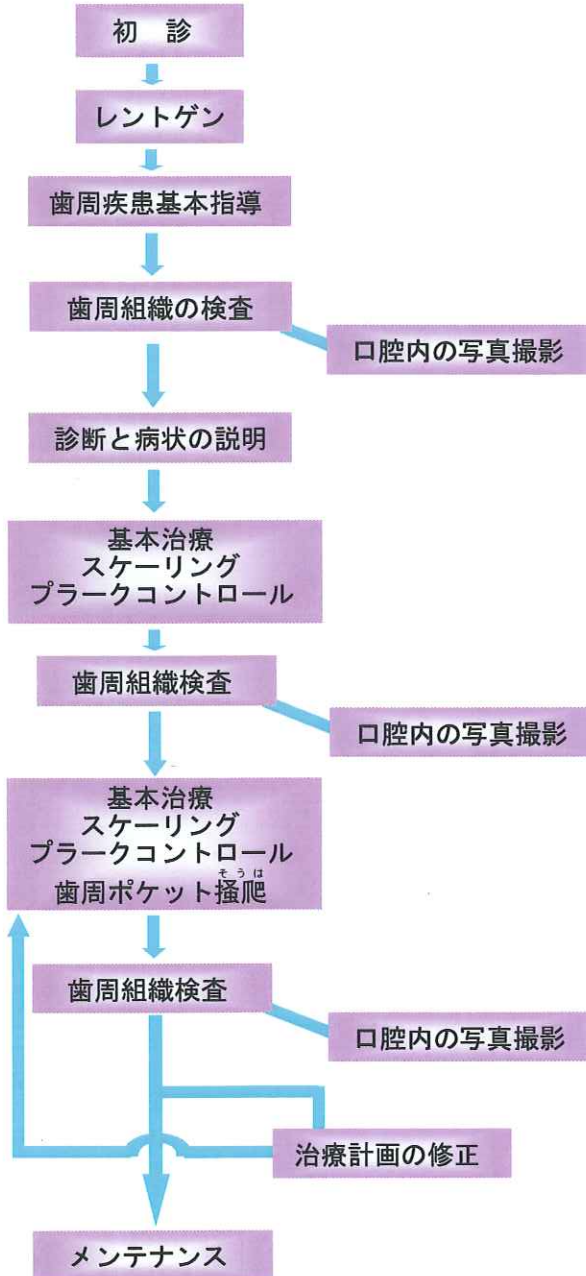 初　診
レントゲン
歯周疾患基本指導
歯周組織の検査
口腔内の写真撮影
診断と病状の説明
基本治療
スケーリング
プラークコントロール
歯周組織検査
口腔内の写真撮影
基本治療
スケーリング
プラークコントロール
そうは
歯周ポケット掻爬
歯周組織検査
口腔内の写真撮影
治療計画の修正
メンテナンス